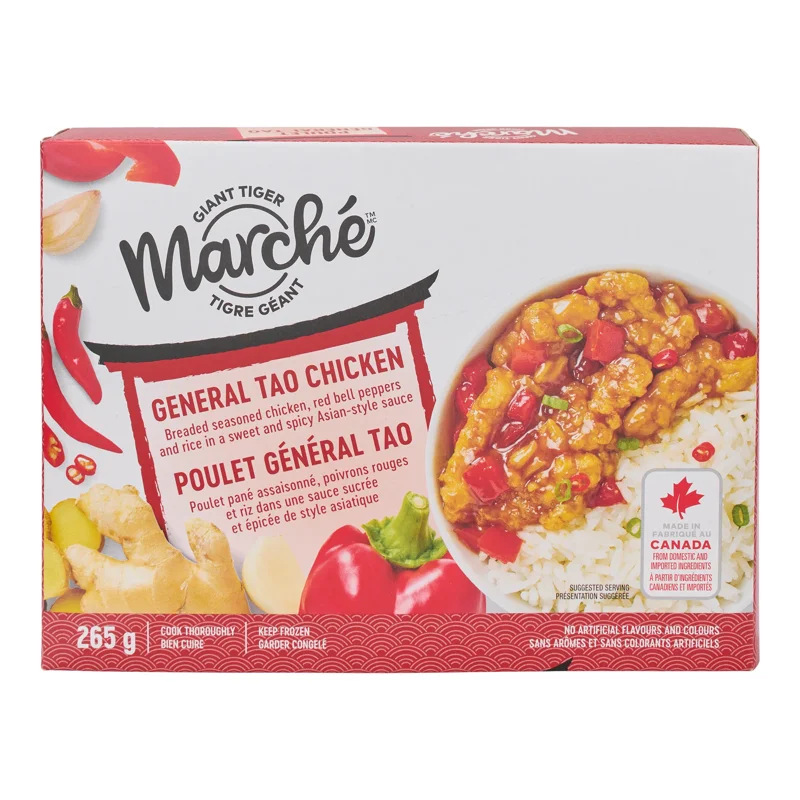 POULET
GÉNÉRAL TAO
Marché
GIANT TIGER
Marché™
MC
TIGRE GÉANT
GENERAL TAO CHICKEN
Breaded seasoned chicken, red bell peppers
and rice in a sweet and spicy Asian-style sauce
POULET GÉNÉRAL TAO
Poulet pané assaisonné, poivrons rouges
et riz dans une sauce sucrée
et épicée de style asiatique
MADE IN
FABRIQUÉ AU
CANADA
FROM DOMESTIC AND
IMPORTED INGREDIENTS
À PARTIR D'INGRÉDIENTS
CANADIENS ET IMPORTÉS
SUGGESTED SERVING
PRÉSENTATION SUGGÉRÉE
265 g
COOK THOROUGHLY
BIEN CUIRE
KEEP FROZEN
GARDER CONGELÉ
NO ARTIFICIAL FLAVOURS AND COLOURS
SANS ARÔMES ET SANS COLORANTS ARTIFICIELS